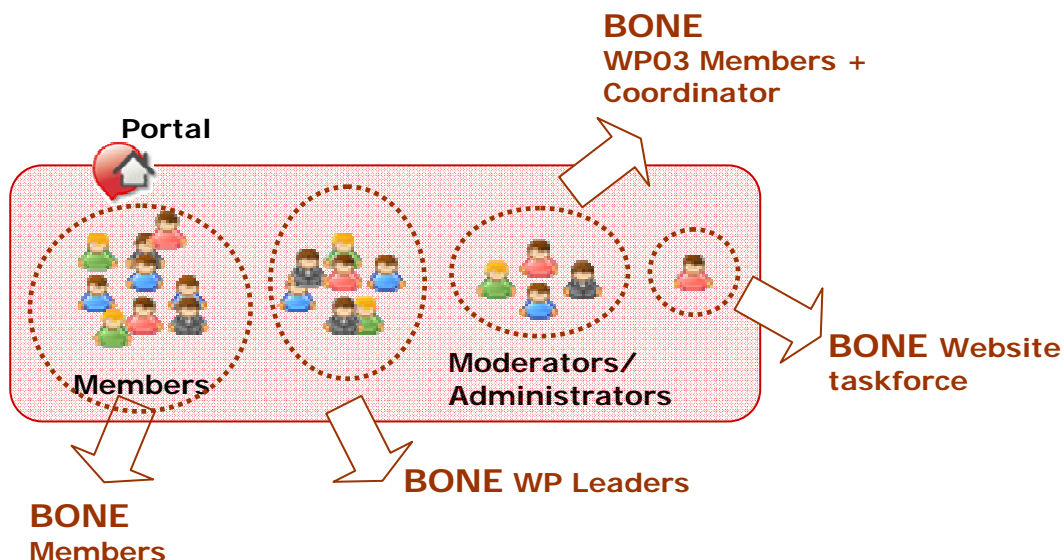 BONE
WP03 Members +
Coordinator
Portal
Members
Moderators/
Administrators
BONE Website
taskforce
BONE WP Leaders
BONE
Members